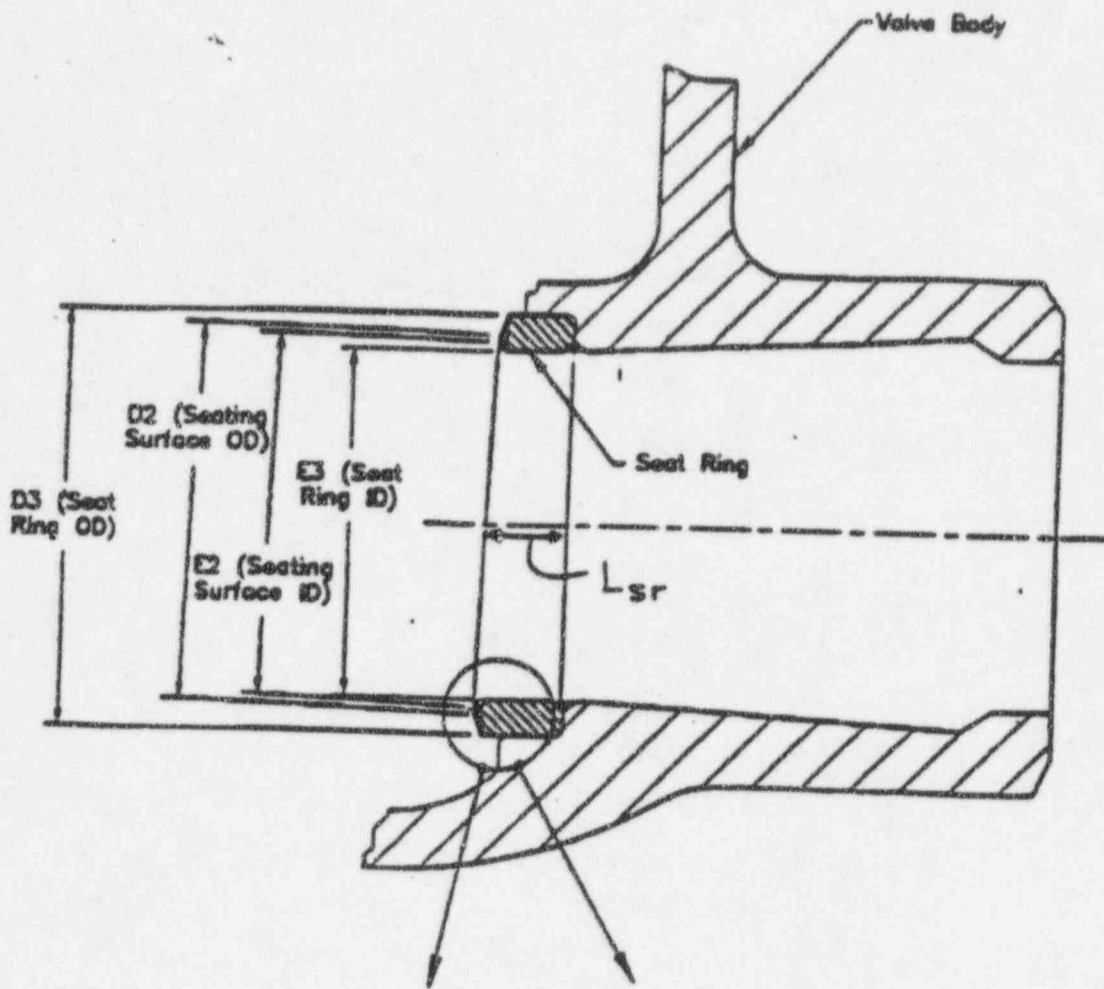 Valve Body
D2 (Seating
Surface OD)
E3 (Seat
Ring ID)
Seat Ring
D3 (Seat
Ring OD)
E2 (Seating
Surface ID)
Lsr